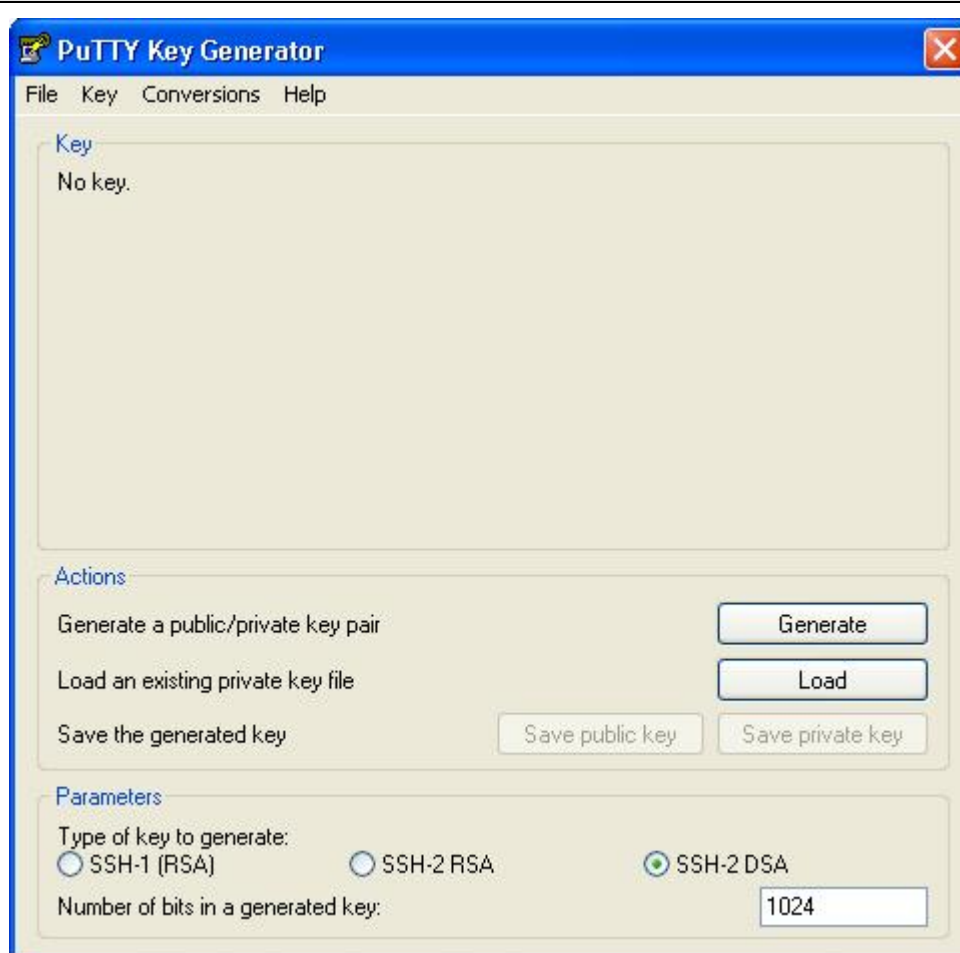 PuTTY Key Generator
File Key Conversions Help
Key
No key.
Actions
Generate a public/private key pair
Generate
Load an existing private key file
Load
Save the generated key
Save public key
Save private key
Parameters
Type of key to generate:
SSH-1 (RSA)
SSH-2 RSA
SSH-2 DSA
Number of bits in a generated key:
1024